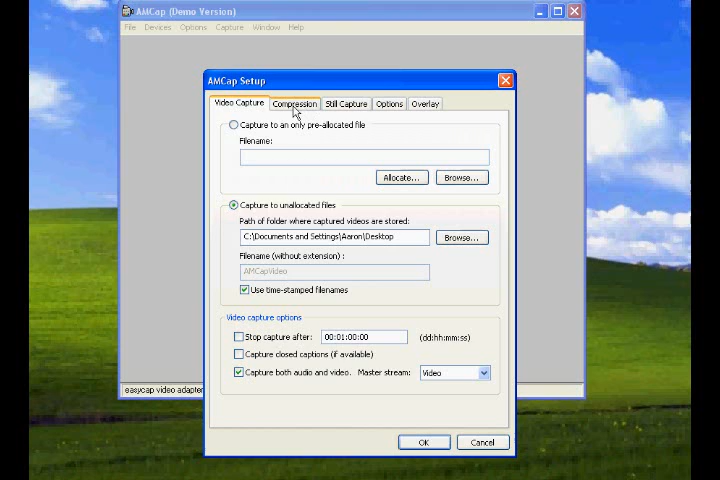 AMCap (Demo Version)
File Devices Options Capture Window Help
AMCap Setup
Video Capture Compression Still Capture Options Overlay
Capture to an only pre-allocated file
Filename:
Allocate... Browse...
Capture to unallocated files
Path of folder where captured videos are stored:
C:\Documents and Settings\Aaron\Desktop Browse...
Filename (without extension) :
AMCapVideo
Use time-stamped filenames
Video capture options
Stop capture after: 00:01:00:00 (dd:hh:mm:ss)
Capture closed captions (if available)
Capture both audio and video. Master stream: Video
easycap video adapter
OK Cancel